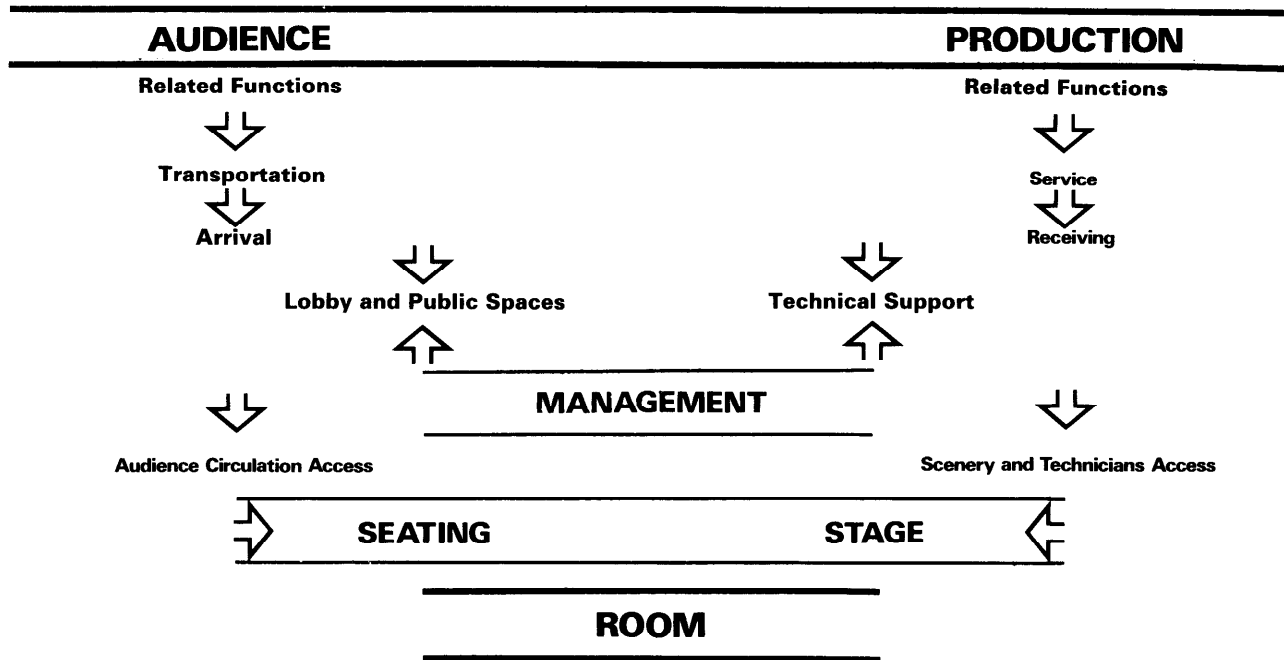 AUDIENCE PRODUCTION
Related Functions Related Functions
Transportation Service
Arrival Receiving
Lobby and Public Spaces Technical Support
MANAGEMENT
Audience Circulation Access Scenery and Technicians Access
SEATING STAGE
ROOM